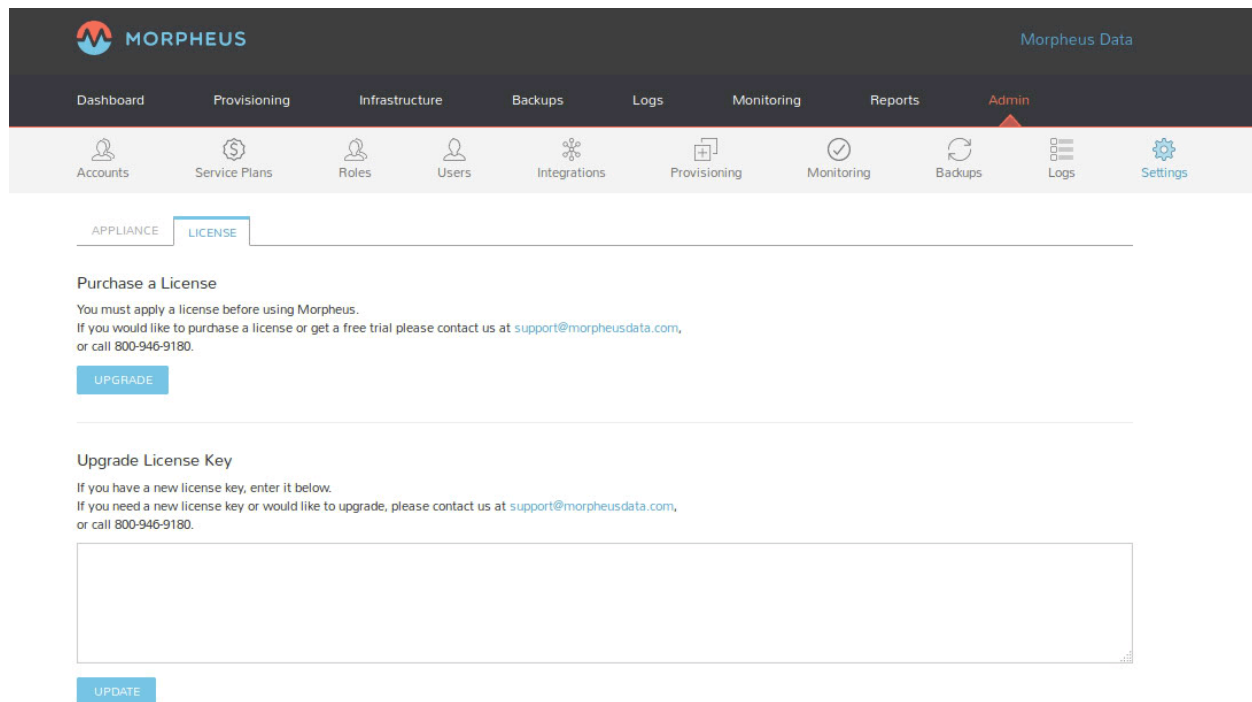 MORPHEUS
Morpheus Data
Dashboard Provisioning Infrastructure Backups Logs Monitoring Reports Admin
Accounts Service Plans Roles Users Integrations Provisioning Monitoring Backups Logs Settings
APPLIANCE LICENSE
Purchase a License
You must apply a license before using Morpheus.
If you would like to purchase a license or get a free trial please contact us at support@morpheusdata.com,
or call 800-946-9180.
UPGRADE
Upgrade License Key
If you have a new license key, enter it below.
If you need a new license key or would like to upgrade, please contact us at support@morpheusdata.com,
or call 800-946-9180.
UPDATE